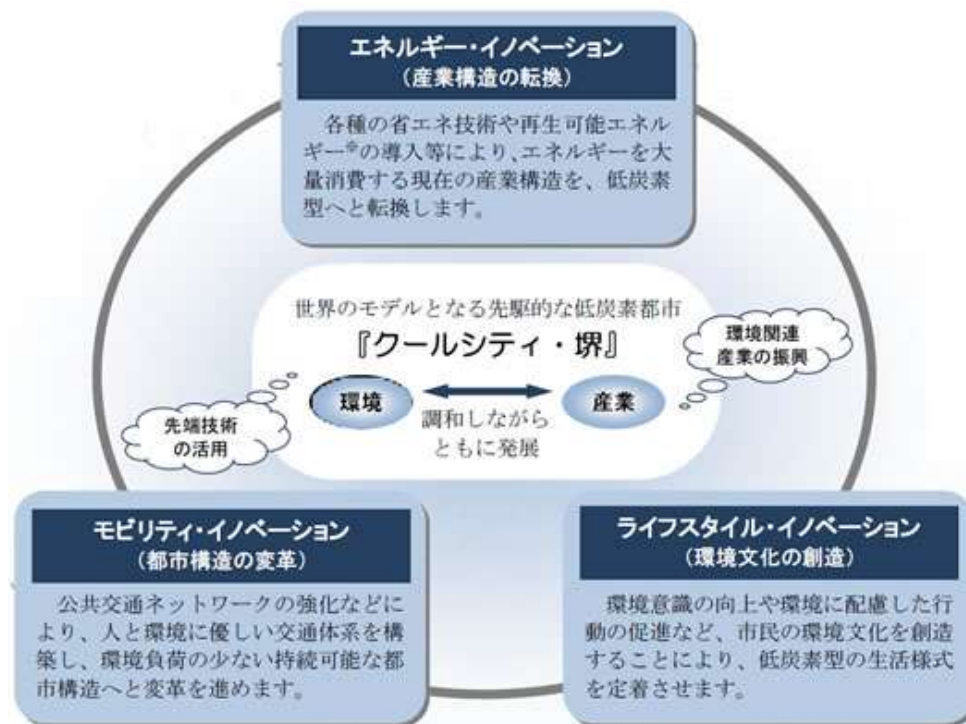 エネルギー・イノベーション
（産業構造の転換）
各種の省エネ技術や再生可能エネル
ギー※の導入等により、エネルギーを大
量消費する現在の産業構造を、低炭素
型へと転換します。
世界のモデルとなる先駆的な低炭素都市
『クールシティ・堺』
環境関連
産業の振興
環境
産業
調和しながら
ともに発展
先端技術
の活用
モビリティ・イノベーション
（都市構造の変革）
公共交通ネットワークの強化などに
より、人と環境に優しい交通体系を構
築し、環境負荷の少ない持続可能な都
市構造へと変革を進めます。
ライフスタイル・イノベーション
（環境文化の創造）
環境意識の向上や環境に配慮した行
動の促進など、市民の環境文化を創造
することにより、低炭素型の生活様式
を定着させます。